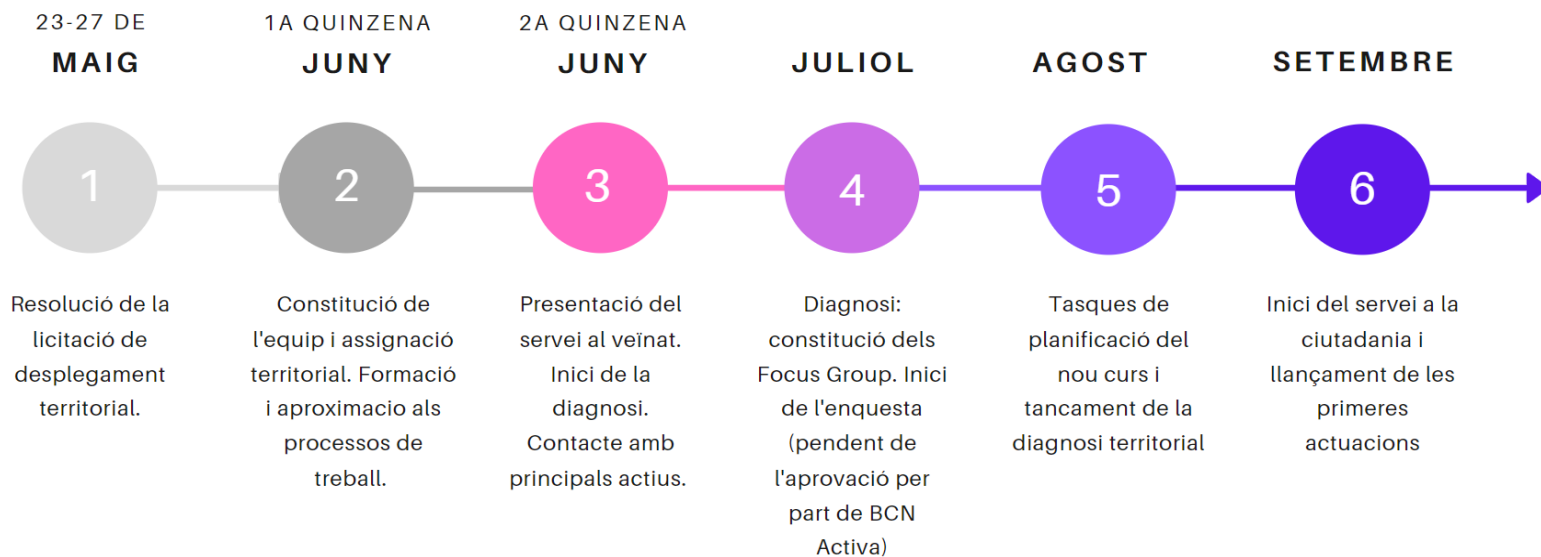 23-27 DE
MAIG
1
Resolució de la
licitació de
desplegament
territorial.
1A QUINZENA
JUNY
2
Constitució de
l'equip i assignació
territorial. Formació
i aproximacio als
processos de
treball.
2A QUINZENA
JUNY
3
Presentació del
servei al veïnat.
Inici de la
diagnosi.
Contacte amb
principals actius.
JULIOL
4
Diagnosi:
constitució dels
Focus Group. Inici
de l'enquesta
(pendent de
l'aprovació per
part de BCN
Activa)
AGOST
5
Tasques de
planificació del
nou curs i
tancament de la
diagnosi territorial
SETEMBRE
6
Inici del servei a la
ciutadania i
llançament de les
primeres
actuacions